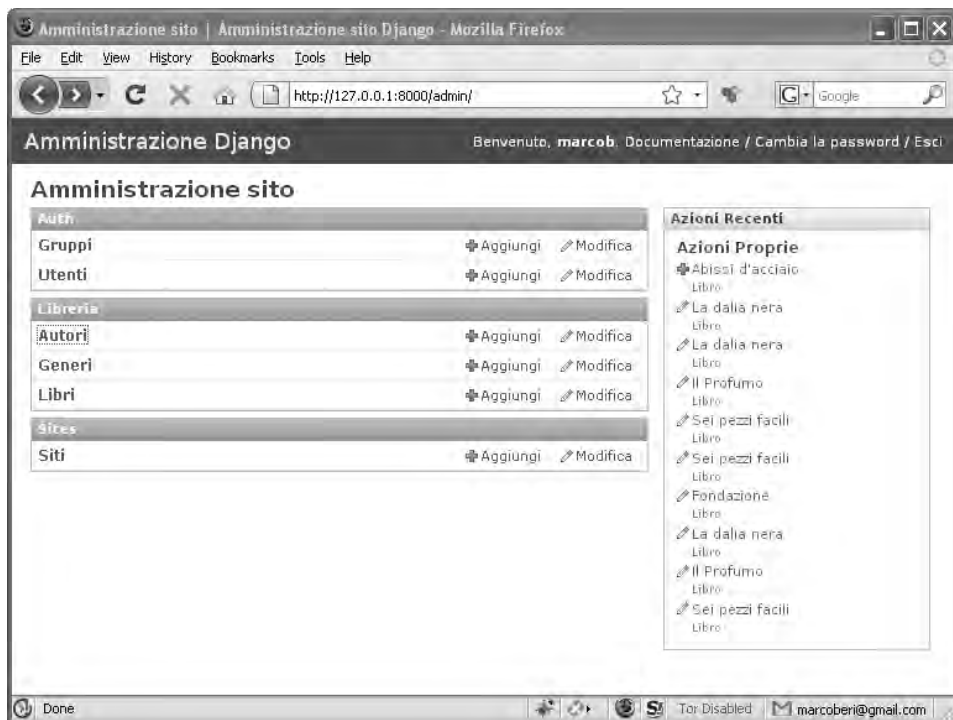 Amministrazione sito | Amministrazione sito Django - Mozilla Firefox
File Edit View History Bookmarks Tools Help
http://127.0.0.1:8000/admin/
G Google
Amministrazione Django
Benvenuto, marcob. Documentazione / Cambia la password / Esci
Amministrazione sito
Auth
Gruppi Aggiungi Modifica
Utenti Aggiungi Modifica
Libreria
Autori Aggiungi Modifica
Generi Aggiungi Modifica
Libri Aggiungi Modifica
Sites
Siti Aggiungi Modifica
Azioni Recenti
Azioni Proprie
Abissi d'acciaio
Libro
La dalia nera
Libro
La dalia nera
Libro
Il Profumo
Libro
Sei pezzi facili
Libro
Sei pezzi facili
Libro
Fondazione
Libro
La dalia nera
Libro
Il Profumo
Libro
Sei pezzi facili
Libro
Done
S! Tor Disabled marcoberi@gmail.com